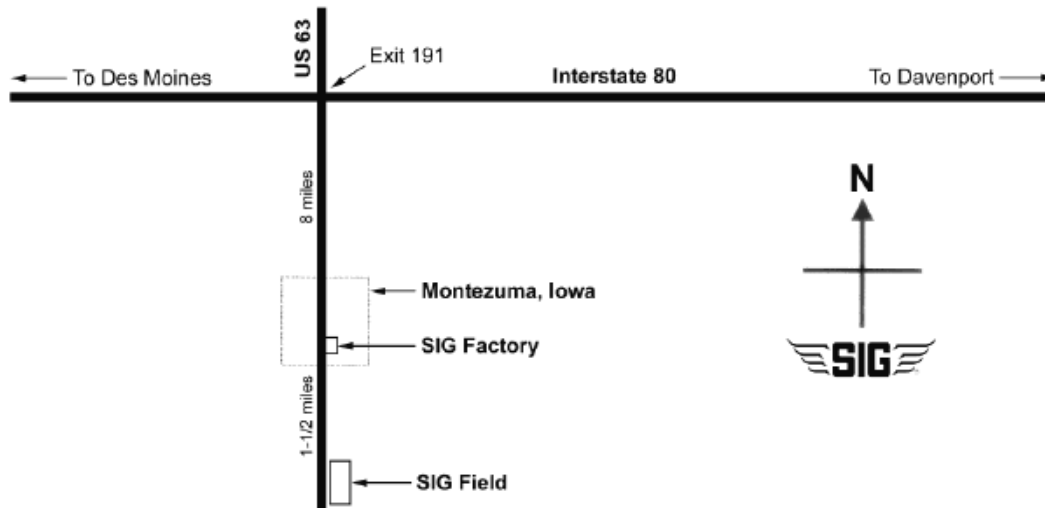 US 63
Exit 191
To Des Moines
Interstate 80
To Davenport
8 miles
N
Montezuma, Iowa
SIG Factory
SIG
1-1/2 miles
SIG Field